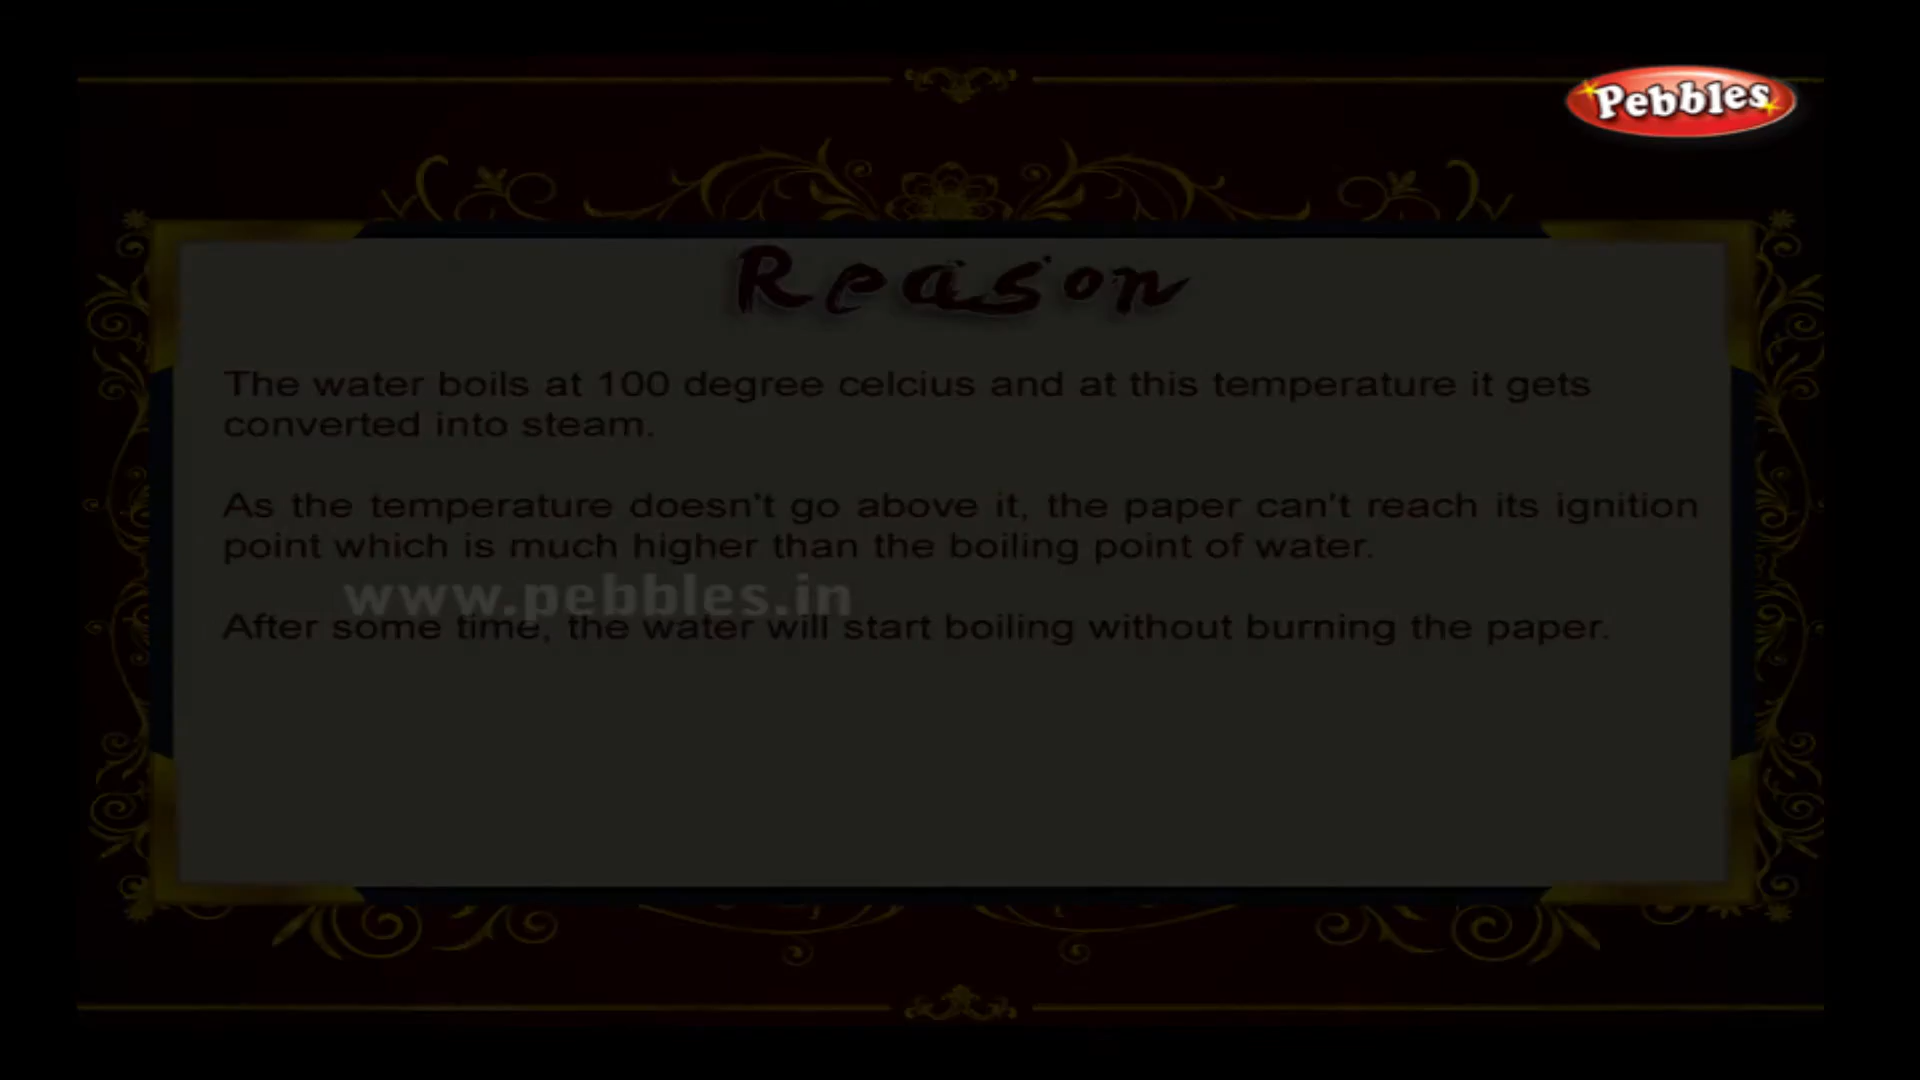 Pebbles
Reason
The water boils at 100 degree celcius and at this temperature it gets
converted into steam.
As the temperature doesn't go above it, the paper can't reach its ignition
point which is much higher than the boiling point of water.
www.pebbles.in
After some time, the water will start boiling without burning the paper.